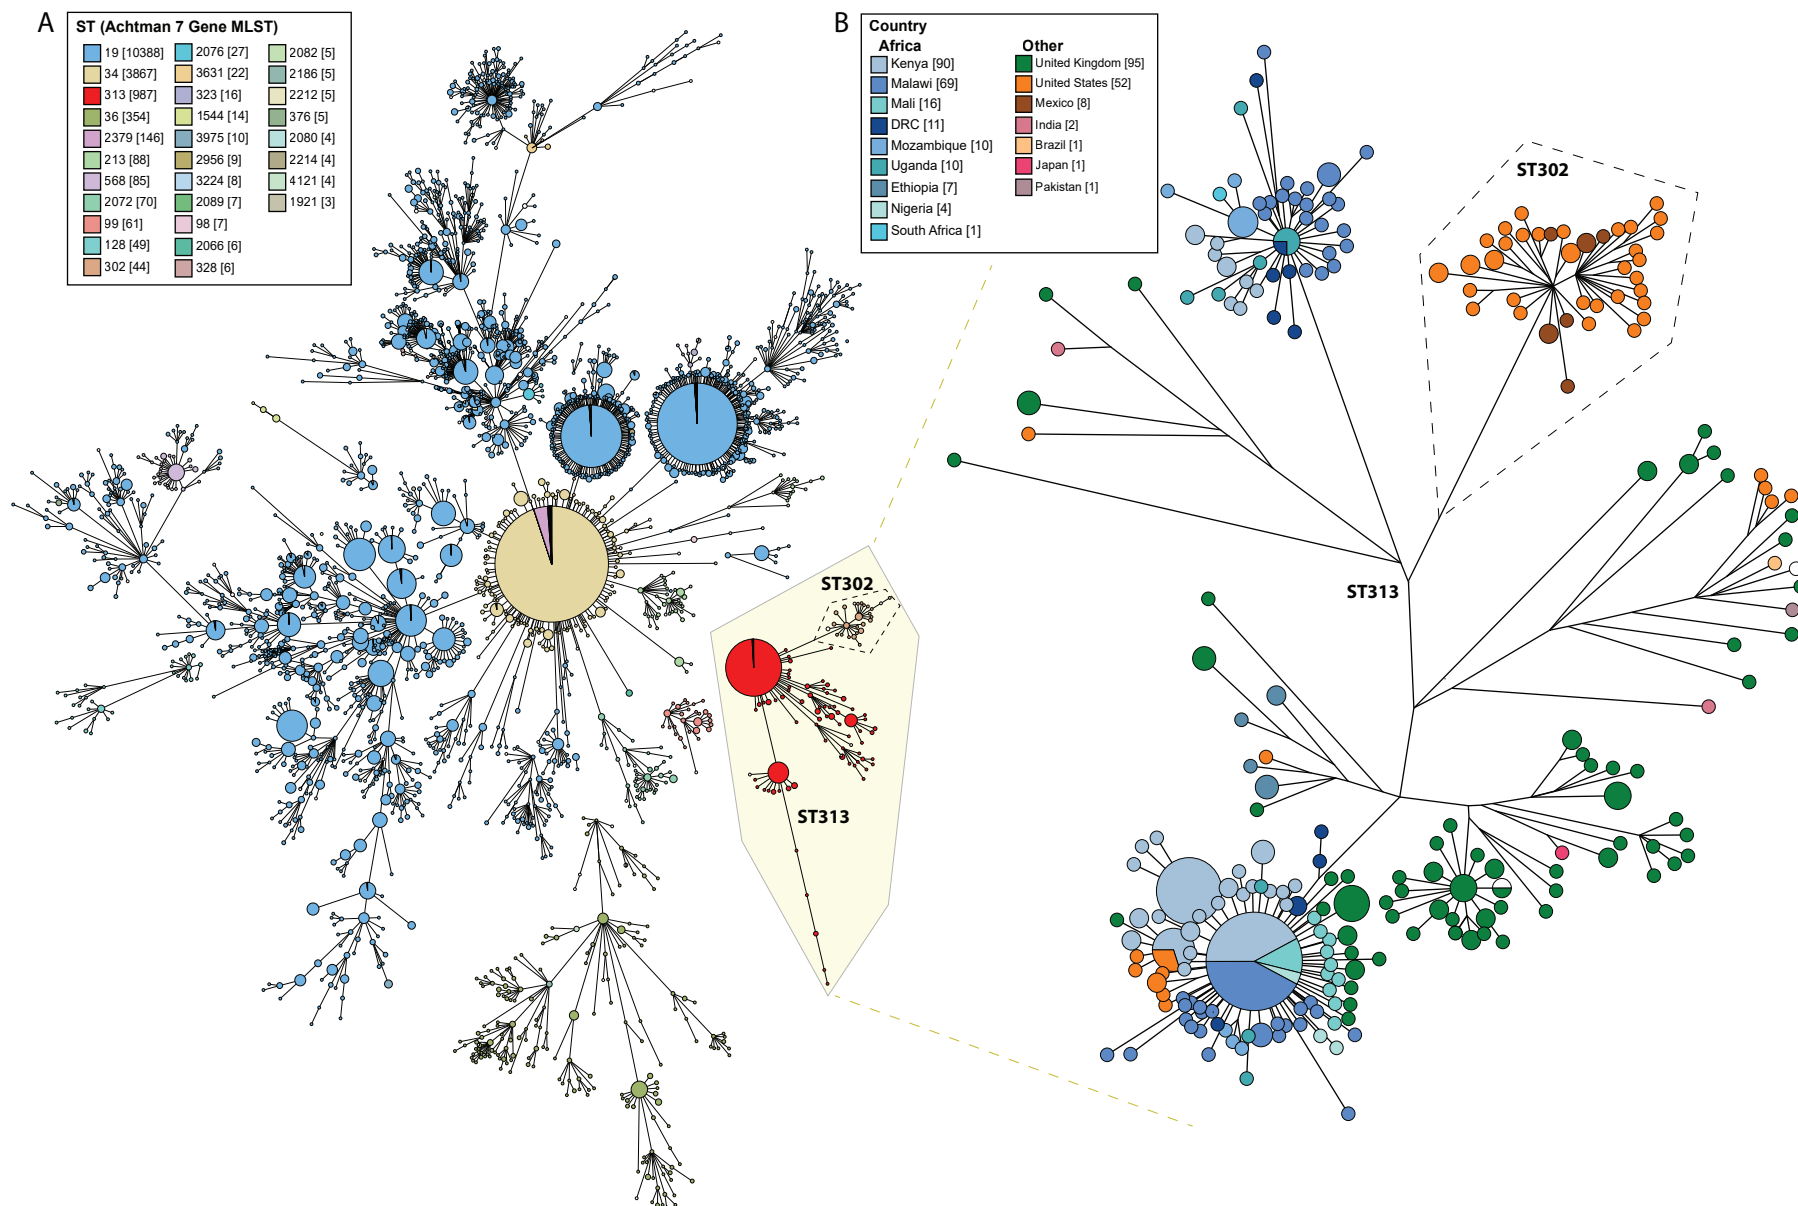 A
ST (Achtman 7 Gene MLST)
19 [10388]
34 [3867]
313 [987]
36 [354]
2379 [146]
213 [88]
568 [85]
2072 [70]
99 [61]
128 [49]
302 [44]
2076 [27]
3631 [22]
323 [16]
1544 [14]
3975 [10]
2956 [9]
3224 [8]
2089 [7]
98 [7]
2066 [6]
328 [6]
2082 [5]
2186 [5]
2212 [5]
376 [5]
2080 [4]
2214 [4]
4121 [4]
1921 [3]
ST302
ST313
B
Country
Africa
Kenya [90]
Malawi [69]
Mali [16]
DRC [11]
Mozambique [10]
Uganda [10]
Ethiopia [7]
Nigeria [4]
South Africa [1]
Other
United Kingdom [95]
United States [52]
Mexico [8]
India [2]
Brazil [1]
Japan [1]
Pakistan [1]
ST302
ST313